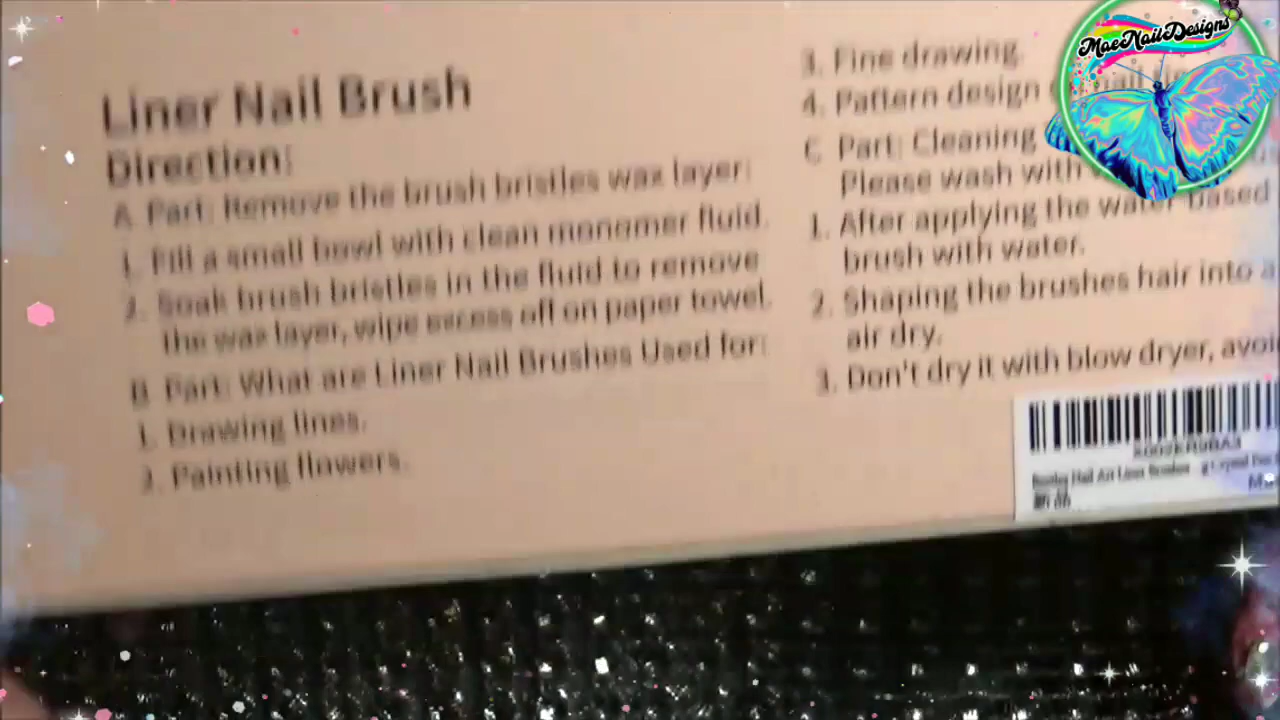 Liner Nail Brush
Direction:
A Part: Remove the brush bristles wax layer:
1. Fill a small bowl with clean monomer fluid.
2. Soak brush bristles in the fluid to remove
the wax layer, wipe excess off on paper towel.
B Part: What are Liner Nail Brushes Used for:
1. Drawing lines.
2. Painting flowers.
3. Fine drawing.
4. Pattern design
C Part: Cleaning
Please wash with
1. After applying the water based
brush with water.
2. Shaping the brushes hair into a
air dry.
3. Don't dry it with blow dryer, avoi
Nail Art Liner Brushes
MaeNailDesigns